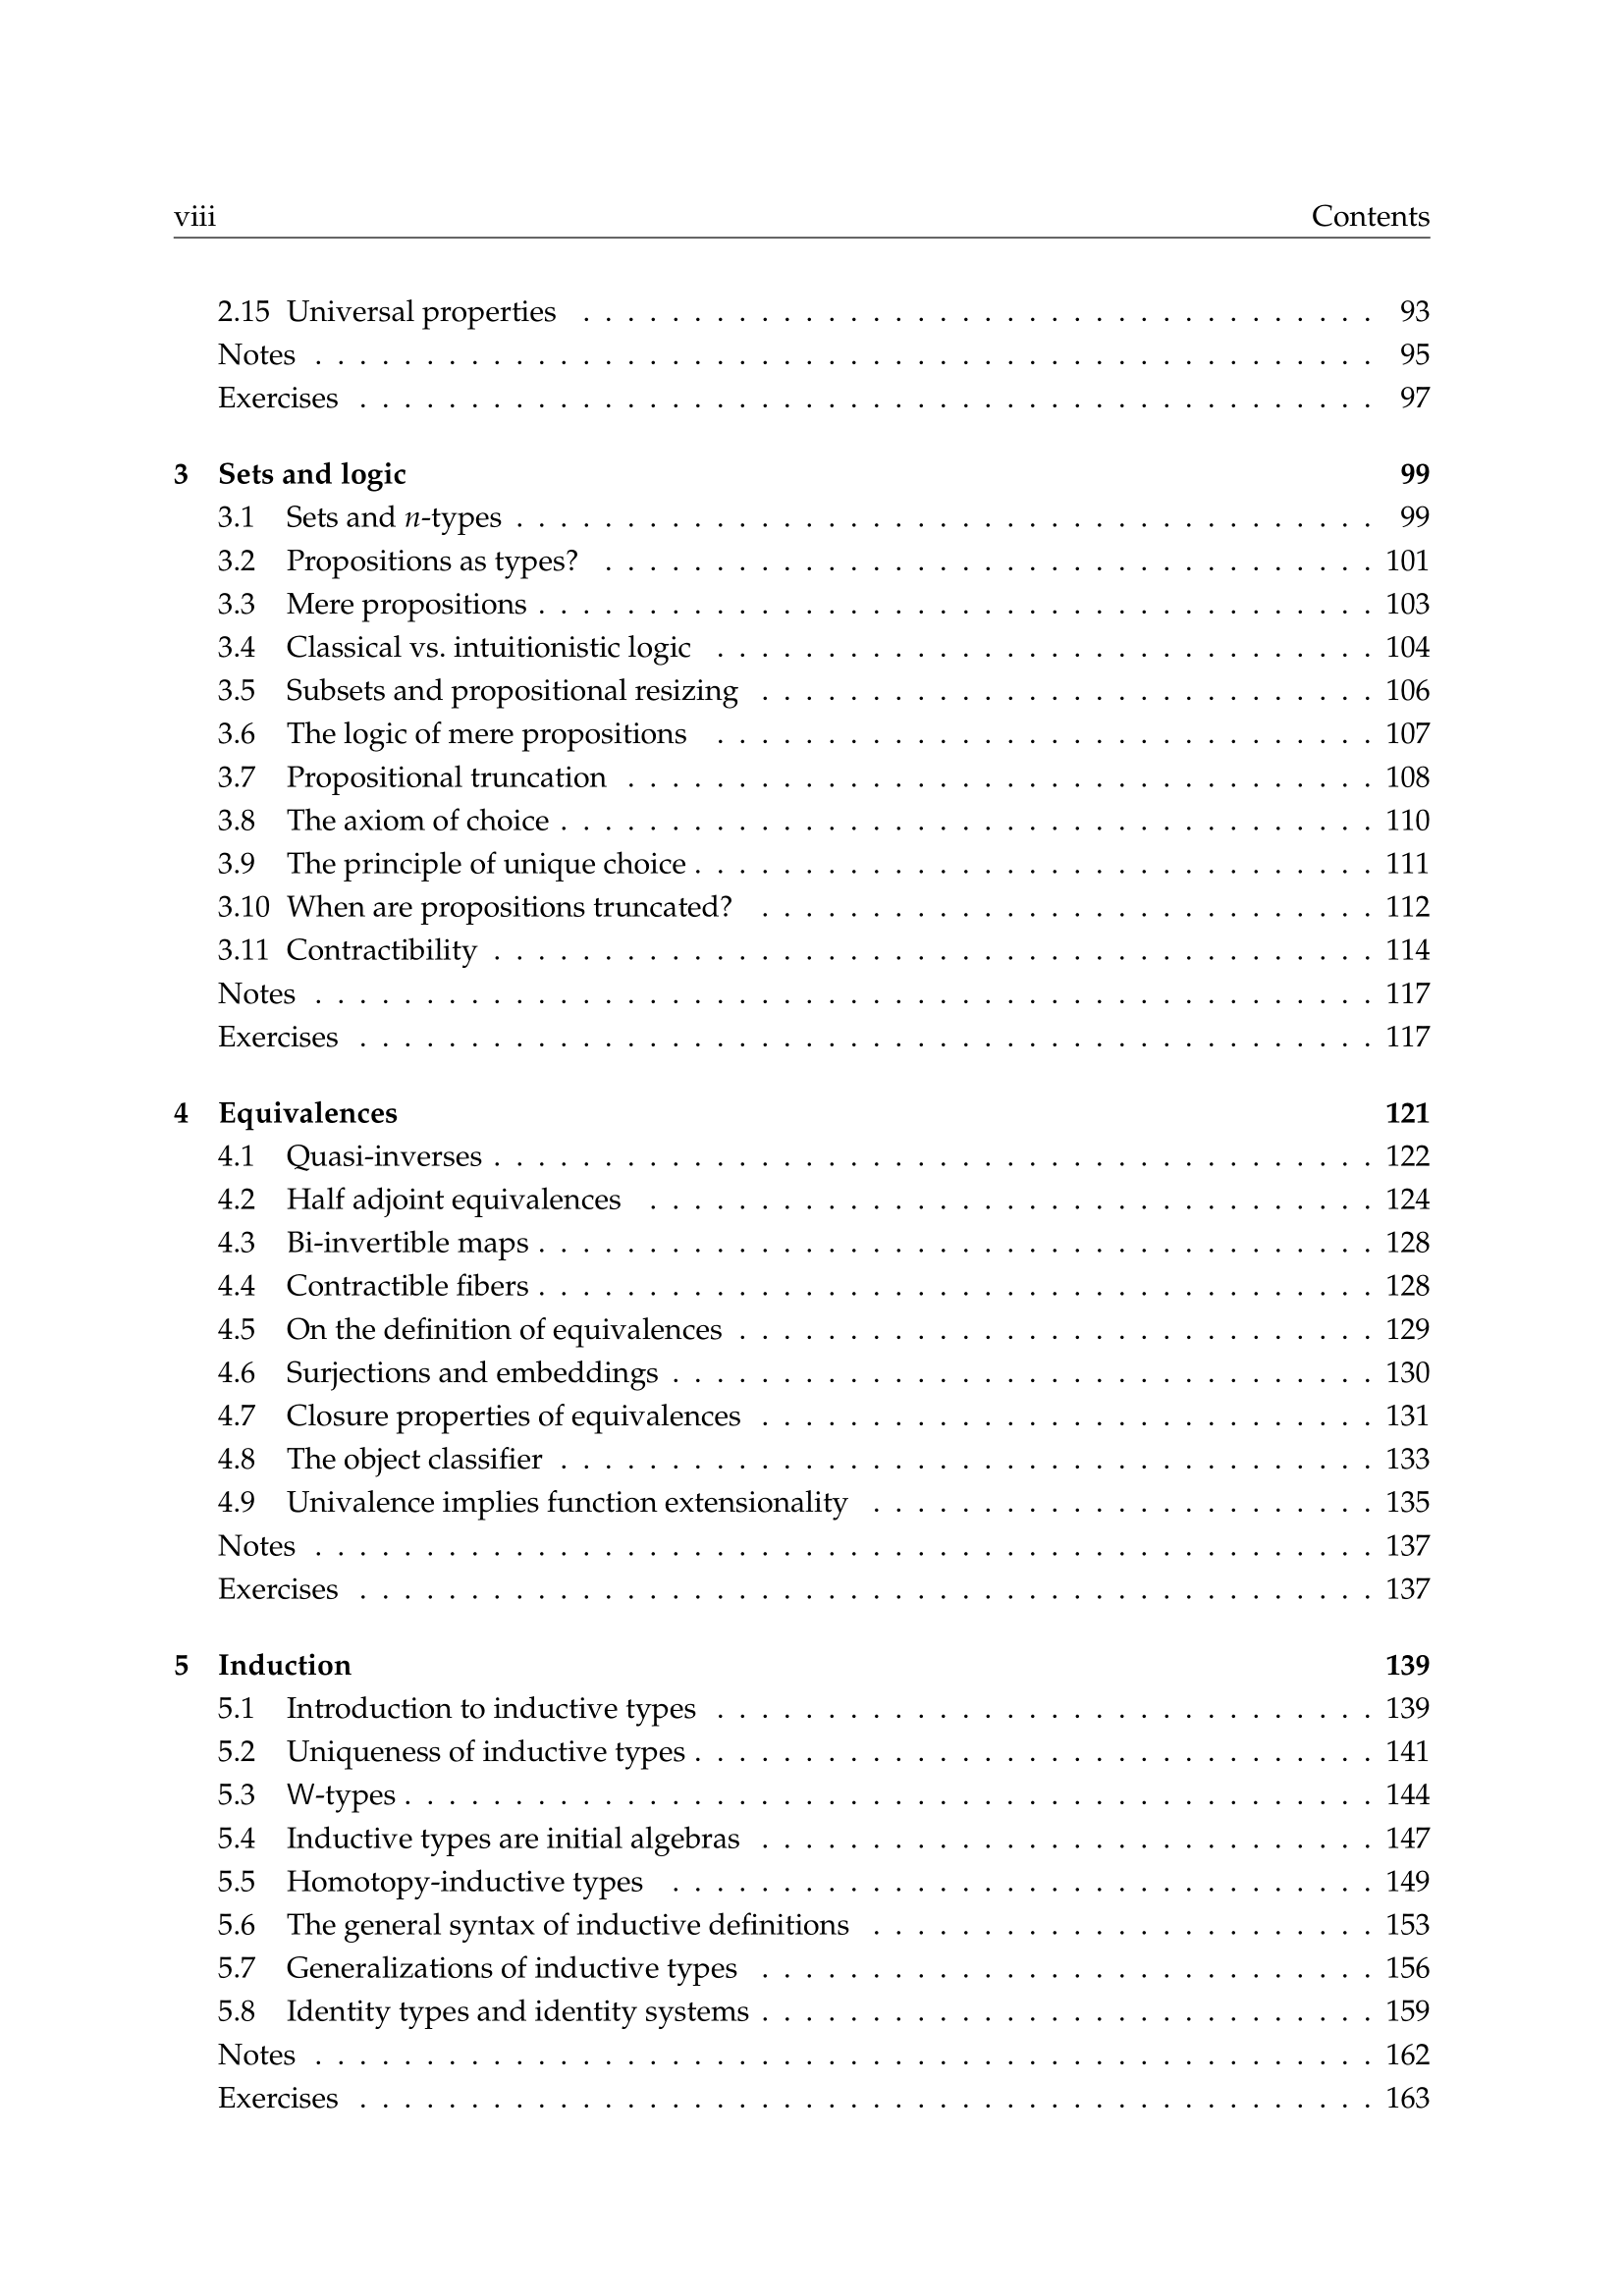 viii Contents
2.15 Universal properties . . . . . . . . . . . . . . . . . . . . . . . . . . . . . . . . . . . . 93
Notes . . . . . . . . . . . . . . . . . . . . . . . . . . . . . . . . . . . . . . . . . . . . . . . . 95
Exercises . . . . . . . . . . . . . . . . . . . . . . . . . . . . . . . . . . . . . . . . . . . . . . 97
3 Sets and logic 99
3.1 Sets and n-types . . . . . . . . . . . . . . . . . . . . . . . . . . . . . . . . . . . . . . . 99
3.2 Propositions as types? . . . . . . . . . . . . . . . . . . . . . . . . . . . . . . . . . . . 101
3.3 Mere propositions . . . . . . . . . . . . . . . . . . . . . . . . . . . . . . . . . . . . . . 103
3.4 Classical vs. intuitionistic logic . . . . . . . . . . . . . . . . . . . . . . . . . . . . . . 104
3.5 Subsets and propositional resizing . . . . . . . . . . . . . . . . . . . . . . . . . . . . 106
3.6 The logic of mere propositions . . . . . . . . . . . . . . . . . . . . . . . . . . . . . . 107
3.7 Propositional truncation . . . . . . . . . . . . . . . . . . . . . . . . . . . . . . . . . . 108
3.8 The axiom of choice . . . . . . . . . . . . . . . . . . . . . . . . . . . . . . . . . . . . . 110
3.9 The principle of unique choice . . . . . . . . . . . . . . . . . . . . . . . . . . . . . . . 111
3.10 When are propositions truncated? . . . . . . . . . . . . . . . . . . . . . . . . . . . . 112
3.11 Contractibility . . . . . . . . . . . . . . . . . . . . . . . . . . . . . . . . . . . . . . . . 114
Notes . . . . . . . . . . . . . . . . . . . . . . . . . . . . . . . . . . . . . . . . . . . . . . . . 117
Exercises . . . . . . . . . . . . . . . . . . . . . . . . . . . . . . . . . . . . . . . . . . . . . . 117
4 Equivalences 121
4.1 Quasi-inverses . . . . . . . . . . . . . . . . . . . . . . . . . . . . . . . . . . . . . . . . 122
4.2 Half adjoint equivalences . . . . . . . . . . . . . . . . . . . . . . . . . . . . . . . . . 124
4.3 Bi-invertible maps . . . . . . . . . . . . . . . . . . . . . . . . . . . . . . . . . . . . . . 128
4.4 Contractible fibers . . . . . . . . . . . . . . . . . . . . . . . . . . . . . . . . . . . . . . 128
4.5 On the definition of equivalences . . . . . . . . . . . . . . . . . . . . . . . . . . . . . 129
4.6 Surjections and embeddings . . . . . . . . . . . . . . . . . . . . . . . . . . . . . . . . 130
4.7 Closure properties of equivalences . . . . . . . . . . . . . . . . . . . . . . . . . . . . 131
4.8 The object classifier . . . . . . . . . . . . . . . . . . . . . . . . . . . . . . . . . . . . . 133
4.9 Univalence implies function extensionality . . . . . . . . . . . . . . . . . . . . . . . 135
Notes . . . . . . . . . . . . . . . . . . . . . . . . . . . . . . . . . . . . . . . . . . . . . . . . 137
Exercises . . . . . . . . . . . . . . . . . . . . . . . . . . . . . . . . . . . . . . . . . . . . . . 137
5 Induction 139
5.1 Introduction to inductive types . . . . . . . . . . . . . . . . . . . . . . . . . . . . . . 139
5.2 Uniqueness of inductive types . . . . . . . . . . . . . . . . . . . . . . . . . . . . . . . 141
5.3 W-types . . . . . . . . . . . . . . . . . . . . . . . . . . . . . . . . . . . . . . . . . . . . 144
5.4 Inductive types are initial algebras . . . . . . . . . . . . . . . . . . . . . . . . . . . . 147
5.5 Homotopy-inductive types . . . . . . . . . . . . . . . . . . . . . . . . . . . . . . . . 149
5.6 The general syntax of inductive definitions . . . . . . . . . . . . . . . . . . . . . . . 153
5.7 Generalizations of inductive types . . . . . . . . . . . . . . . . . . . . . . . . . . . . 156
5.8 Identity types and identity systems . . . . . . . . . . . . . . . . . . . . . . . . . . . . 159
Notes . . . . . . . . . . . . . . . . . . . . . . . . . . . . . . . . . . . . . . . . . . . . . . . . 162
Exercises . . . . . . . . . . . . . . . . . . . . . . . . . . . . . . . . . . . . . . . . . . . . . . 163